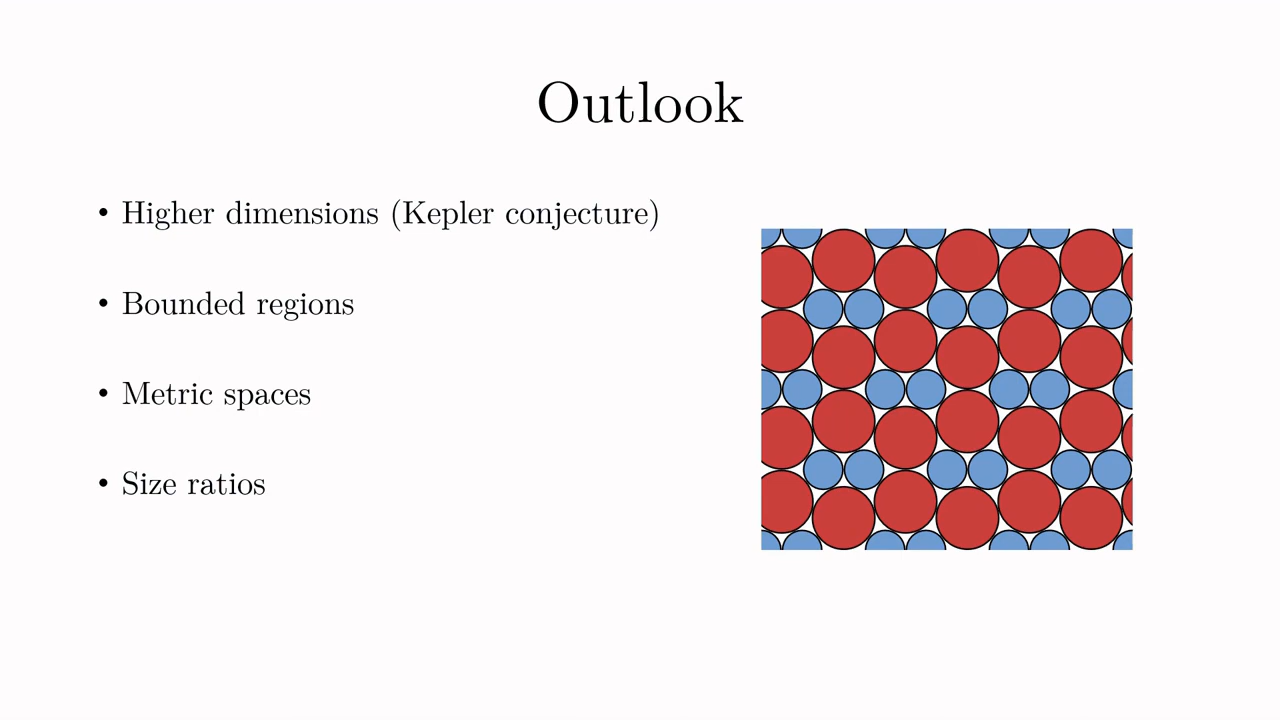 Outlook
• Higher dimensions (Kepler conjecture)
• Bounded regions
• Metric spaces
• Size ratios